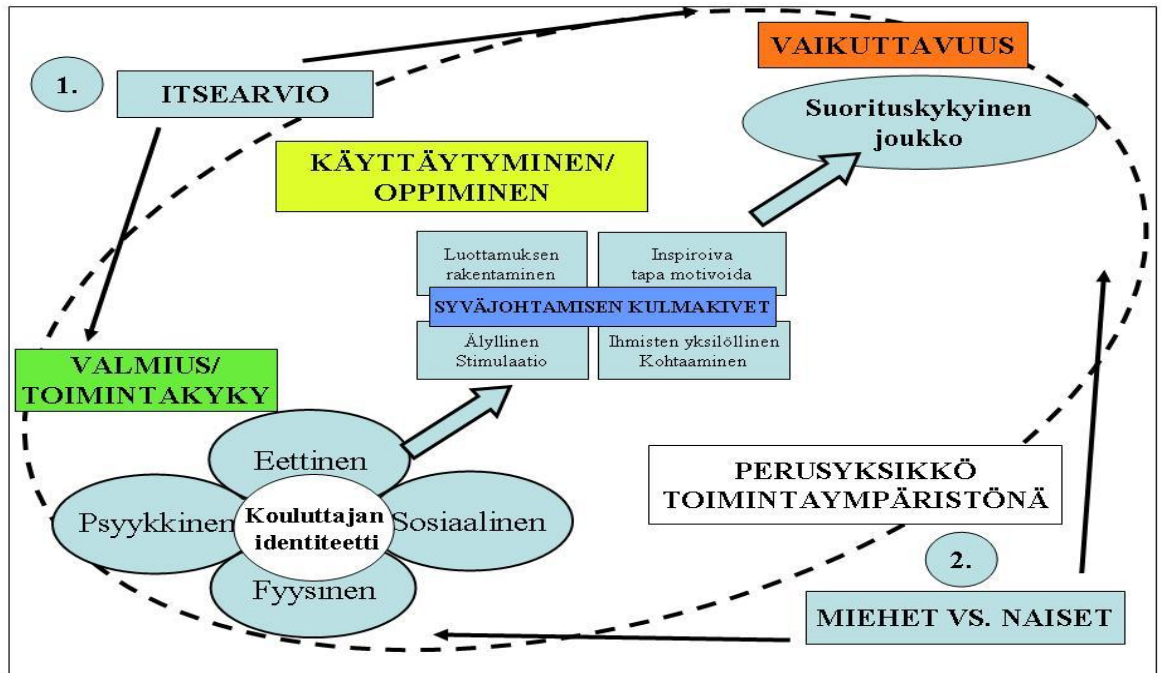 1.
ITSEARVIO
VAIKUTTAVUUS
Suorituskykyinen
joukko
KÄYTTÄYTYMINEN/
OPPIMINEN
Luottamuksen
rakentaminen
Inspiroiva
tapa motivoida
SYVÄJOHTAMISEN KULMAKIVET
Älyllinen
Stimulaatio
Ihmisten yksilöllinen
Kohtaaminen
VALMIUS/
TOIMINTAKYKY
Eettinen
Psyykkinen
Kouluttajan
identiteetti
Sosiaalinen
Fyysinen
PERUSYKSIKKÖ
TOIMINTAYMPÄRISTÖNÄ
2.
MIEHET VS. NAISET